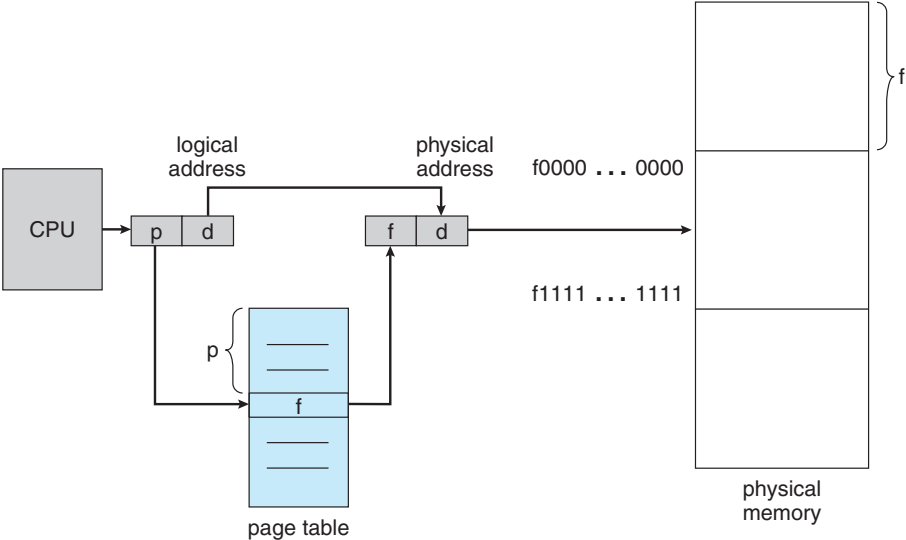 f
logical
address
physical
address
f0000 ... 0000
CPU
p
d
f
d
f1111 ... 1111
p
f
page table
physical
memory